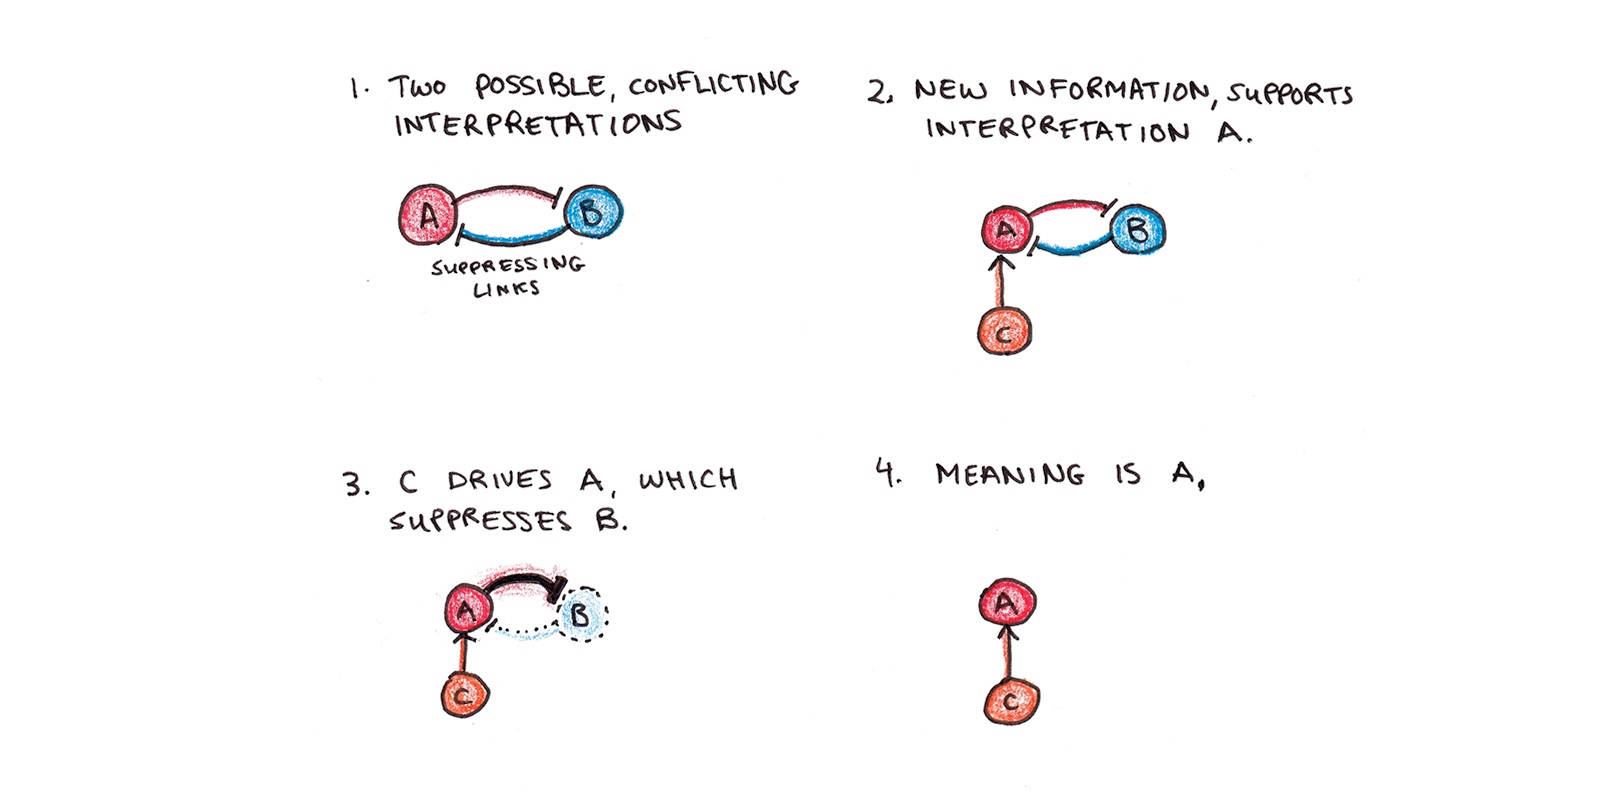 1. TWO POSSIBLE, CONFLICTING
INTERPRETATIONS
A
B
SUPPRESSING
LINKS
2. NEW INFORMATION, SUPPORTS
INTERPRETATION A.
A
B
C
3. C DRIVES A, WHICH
SUPPRESSES B.
A
B
C
4. MEANING IS A.
A
C